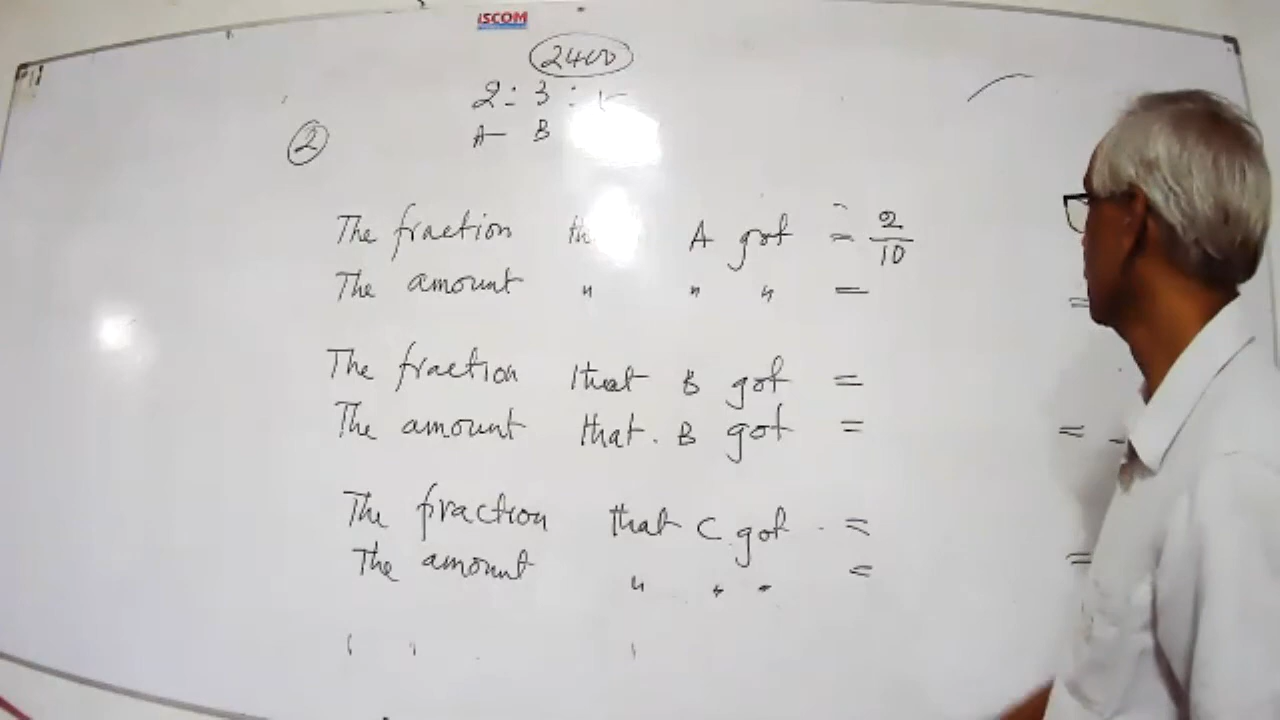 iSCOM
2400
2 : 3 : 5
A B
2
The fraction A got = 2/10
The amount " " " = =
The fraction that B got =
The amount that B got = =
The fraction that C got =
The amount " " " = =